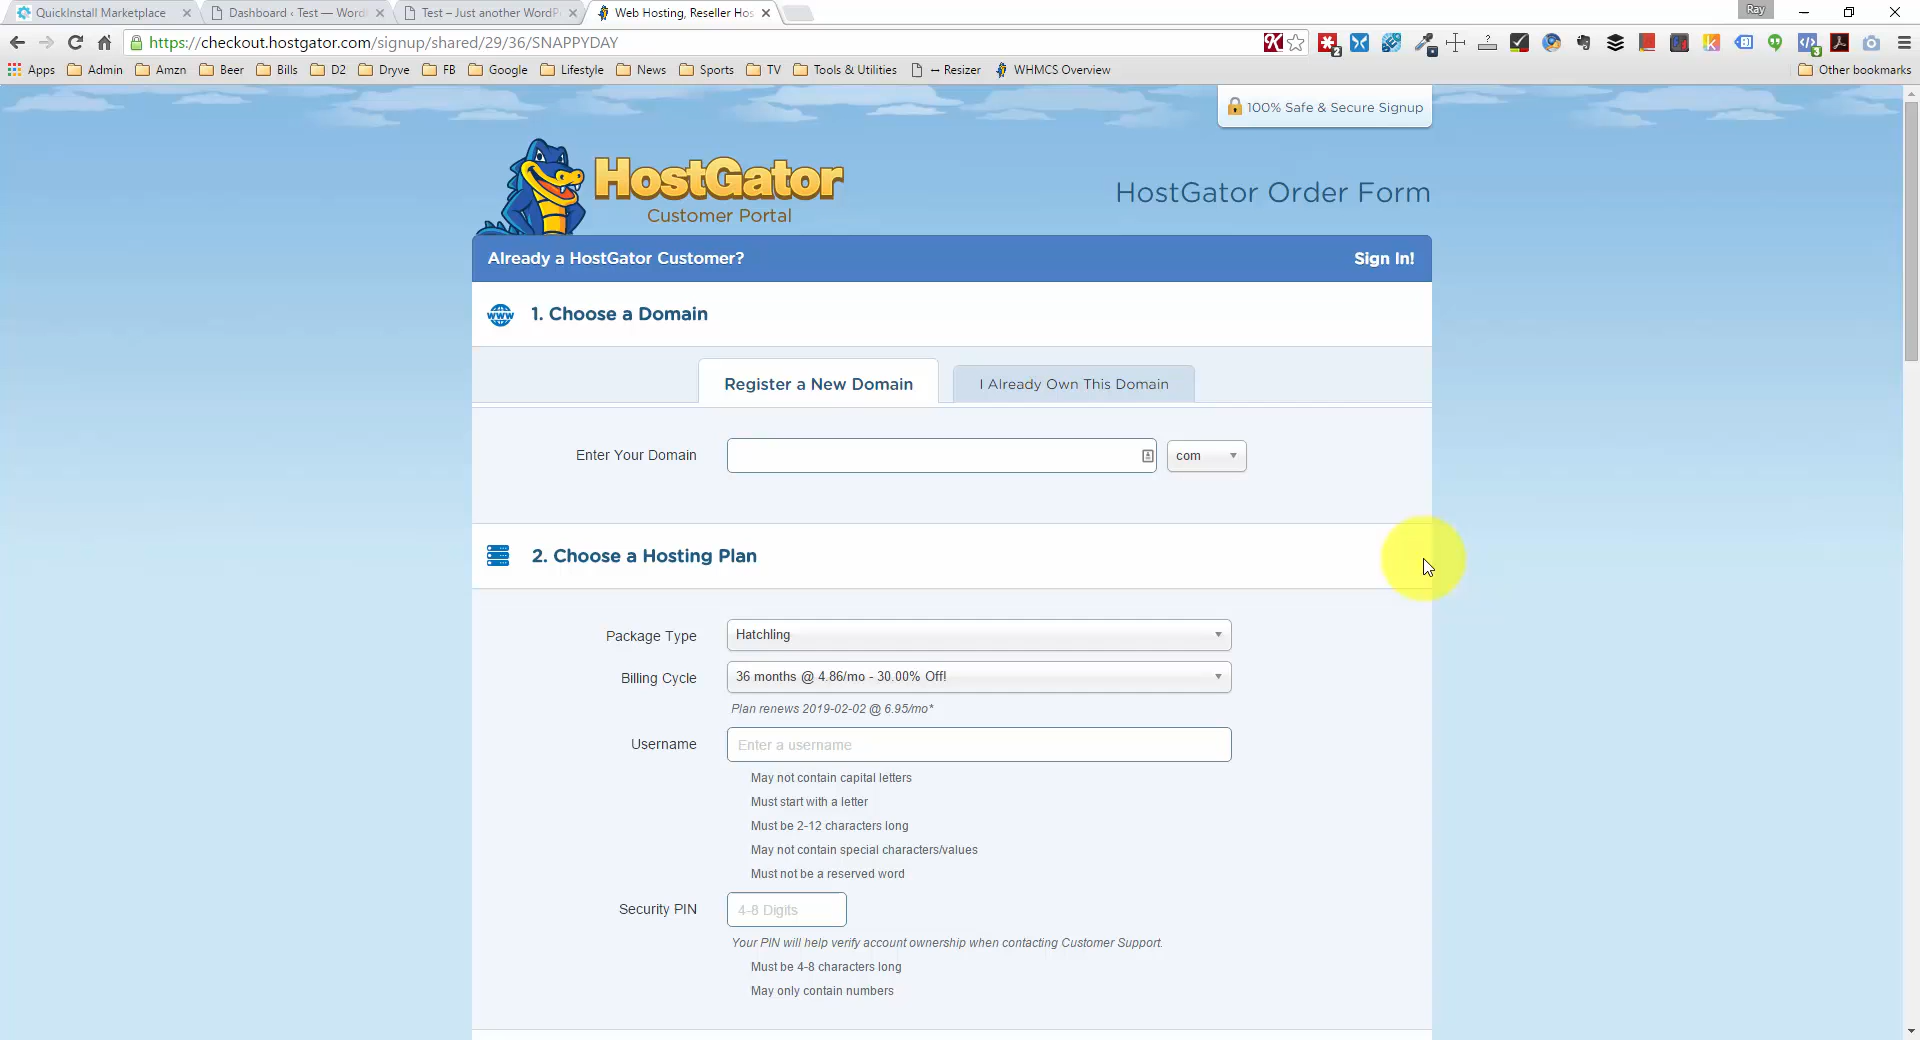 QuickInstall Marketplace
Dashboard ‹ Test — Word
Test – Just another WordP
Web Hosting, Reseller Hos
Ray
https://checkout.hostgator.com/signup/shared/29/36/SNAPPYDAY
Apps Admin Amzn Beer Bills D2 Dryve FB Google Lifestyle News Sports TV Tools & Utilities ↔ Resizer WHMCS Overview Other bookmarks
100% Safe & Secure Signup
HostGator
Customer Portal
HostGator Order Form
Already a HostGator Customer? Sign In!
www
1. Choose a Domain
Register a New Domain
I Already Own This Domain
Enter Your Domain
com
2. Choose a Hosting Plan
Package Type
Hatchling
Billing Cycle
36 months @ 4.86/mo - 30.00% Off!
Plan renews 2019-02-02 @ 6.95/mo*
Username
Enter a username
May not contain capital letters
Must start with a letter
Must be 2-12 characters long
May not contain special characters/values
Must not be a reserved word
Security PIN
4-8 Digits
Your PIN will help verify account ownership when contacting Customer Support.
Must be 4-8 characters long
May only contain numbers